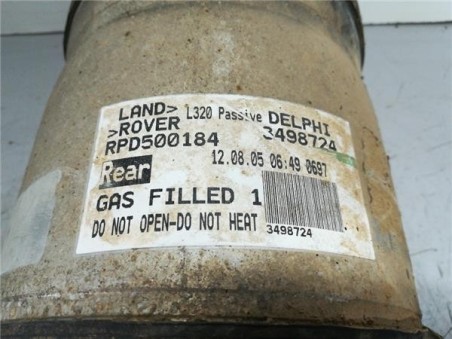 LAND> L320 Passive DELPHI
>ROVER 3498724
RPD500184 12.08.05 06:49 0697
Rear
GAS FILLED 1
DO NOT OPEN-DO NOT HEAT
3498724